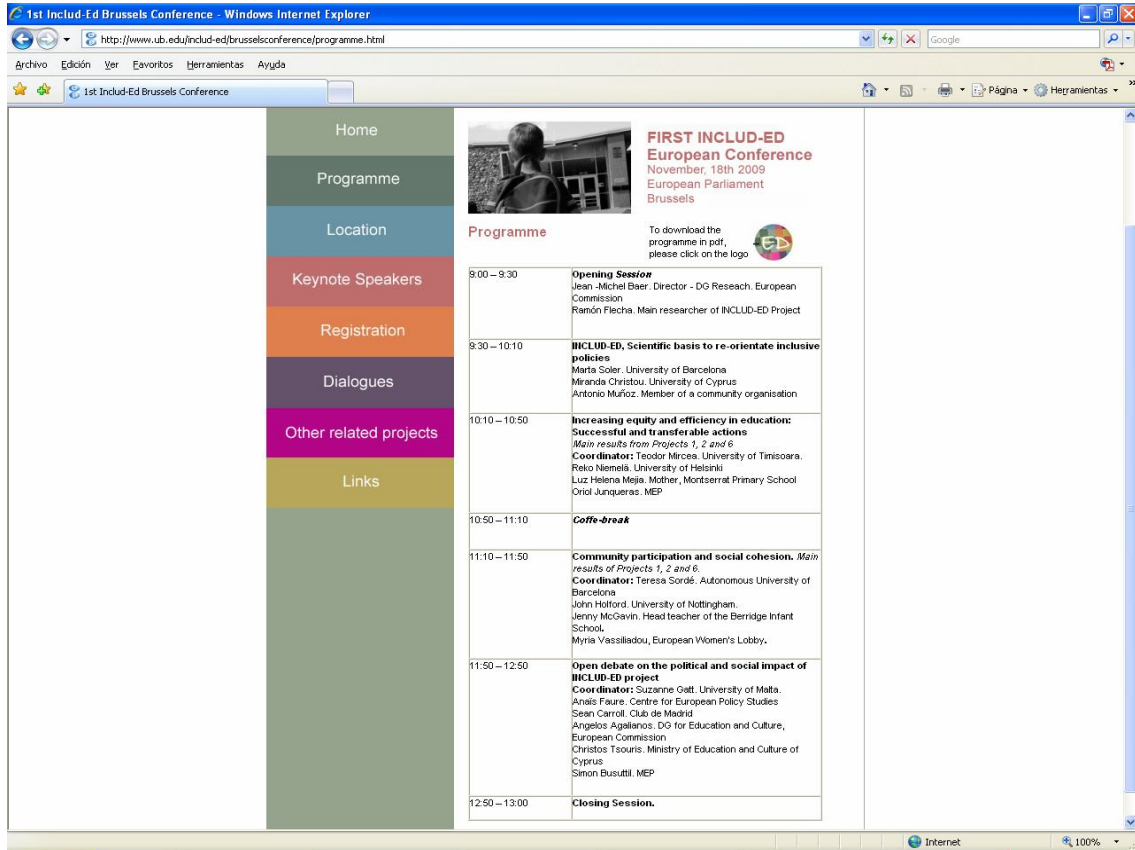 1st Includ-Ed Brussels Conference - Windows Internet Explorer
http://www.ub.edu/includ-ed/brusselsconference/programme.html
Google
Archivo Edición Ver Favoritos Herramientas Ayuda
1st Includ-Ed Brussels Conference
Página
Herramientas
Home
Programme
Location
Keynote Speakers
Registration
Dialogues
Other related projects
Links
FIRST INCLUD-ED
European Conference
November, 18th 2009
European Parliament
Brussels
Programme
To download the
programme in pdf,
please click on the logo
ED
9:00 – 9:30
Opening Session
Jean -Michel Baer. Director - DG Reseach. European
Commission
Ramón Flecha. Main researcher of INCLUD-ED Project
9:30 – 10:10
INCLUD-ED, Scientific basis to re-orientate inclusive
policies
Marta Soler. University of Barcelona
Miranda Christou. University of Cyprus
Antonio Muñoz. Member of a community organisation
10:10 – 10:50
Increasing equity and efficiency in education:
Successful and transferable actions
Main results from Projects 1, 2 and 6
Coordinator: Teodor Mircea. University of Timisoara.
Reko Niemelä. University of Helsinki
Luz Helena Mejia. Mother, Montserrat Primary School
Oriol Junqueras. MEP
10:50 – 11:10
Coffe-break
11:10 – 11:50
Community participation and social cohesion. Main
results of Projects 1, 2 and 6.
Coordinator: Teresa Sordé. Autonomous University of
Barcelona
John Holford. University of Nottingham.
Jenny McGavin. Head teacher of the Berridge Infant
School.
Myria Vassiliadou, European Women's Lobby.
11:50 – 12:50
Open debate on the political and social impact of
INCLUD-ED project
Coordinator: Suzanne Gatt. University of Malta.
Anaïs Faure. Centre for European Policy Studies
Sean Carroll. Club de Madrid
Angelos Agalianos. DG for Education and Culture,
European Commission
Christos Tsouris. Ministry of Education and Culture of
Cyprus
Simon Busuttil. MEP
12:50 – 13:00
Closing Session.
Internet
100%